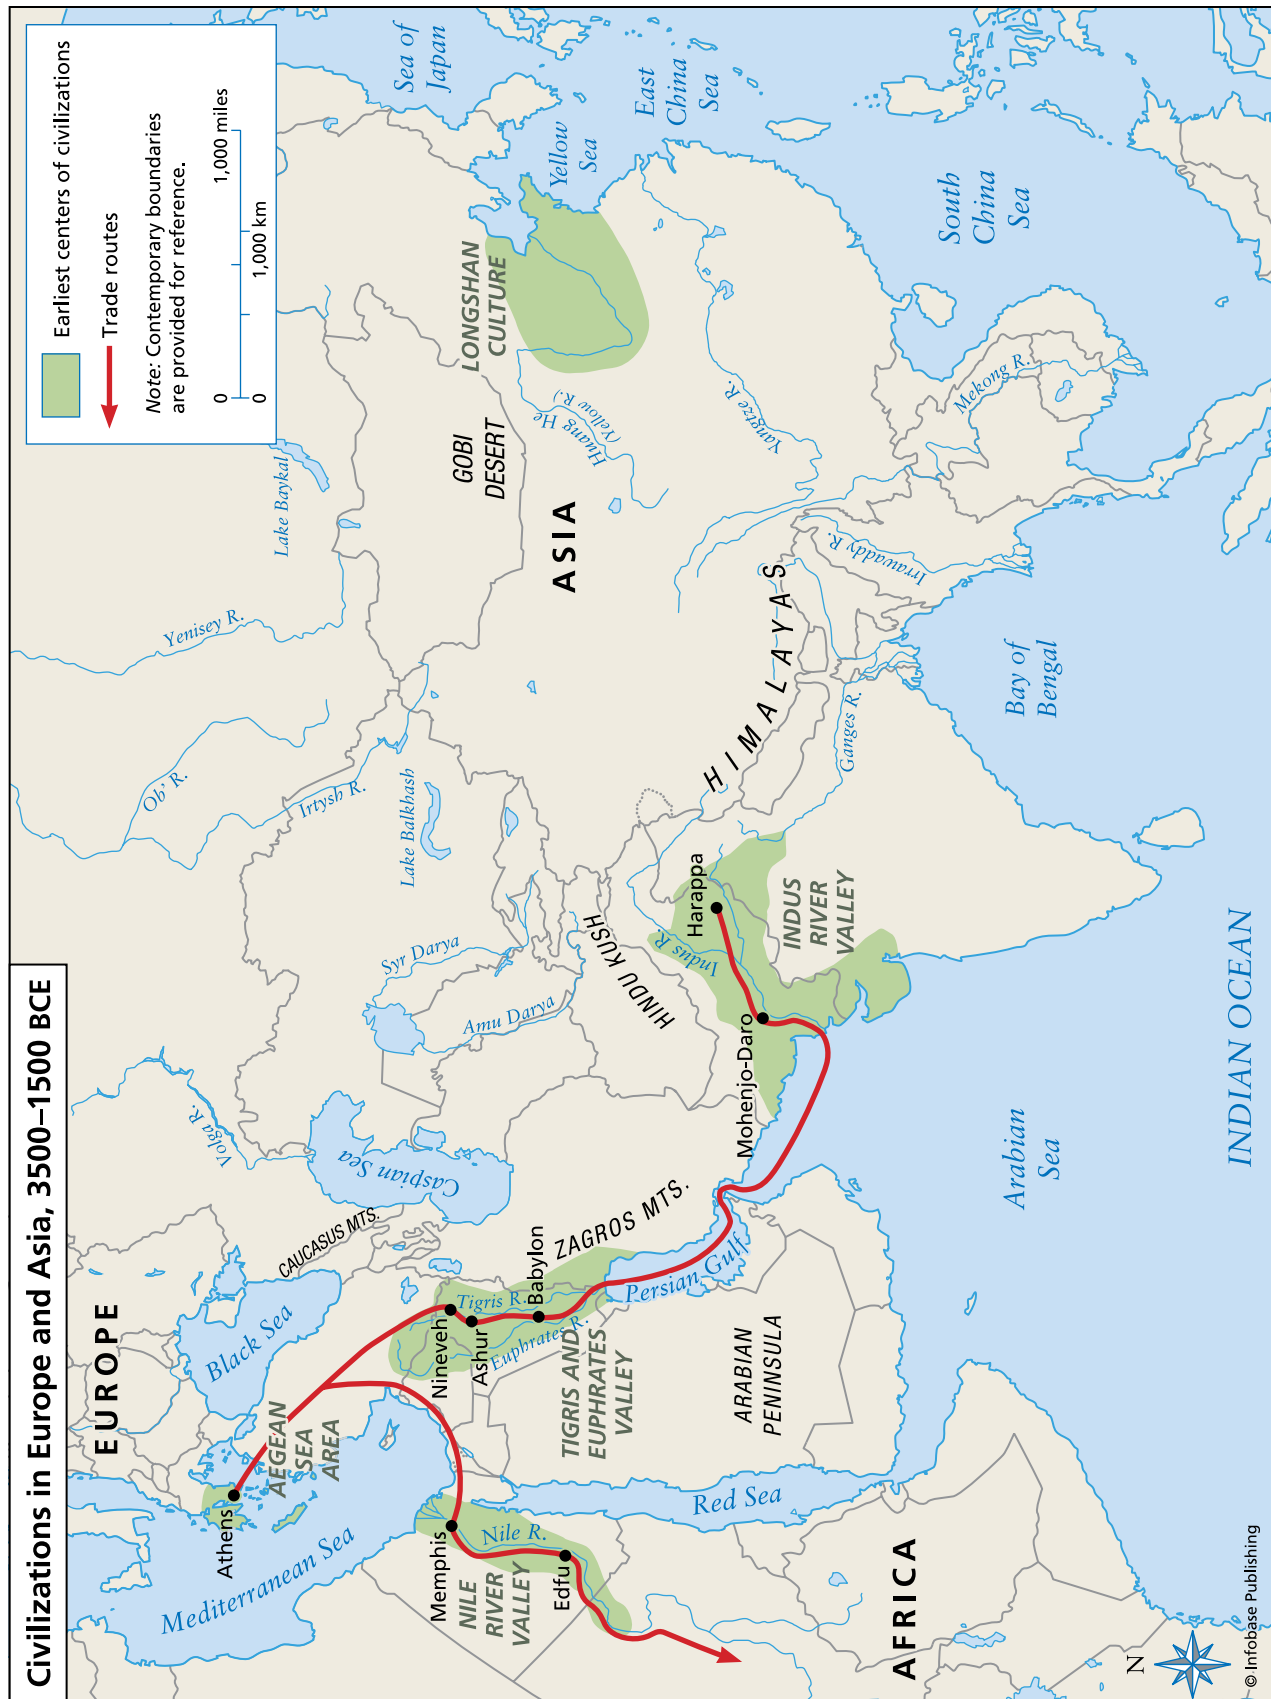 Civilizations in Europe and Asia, 3500–1500 BCE
Earliest centers of civilizations
Trade routes
Note: Contemporary boundaries
are provided for reference.
0
1,000 miles
0
1,000 km
EUROPE
ASIA
AFRICA
Volga R.
Ob’ R.
Irtysh R.
Yenisey R.
Lake Baykal
Lake Balkhash
Syr Darya
Amu Darya
Caspian Sea
CAUCASUS MTS.
Black Sea
Athens
AEGEAN
SEA
AREA
Mediterranean Sea
Nineveh
Ashur
Tigris R.
Euphrates R.
Babylon
TIGRIS AND
EUPHRATES
VALLEY
ZAGROS MTS.
Persian Gulf
ARABIAN
PENINSULA
Memphis
Nile R.
NILE
RIVER
VALLEY
Edfu
Red Sea
HINDU KUSH
Harappa
Indus R.
Mohenjo-Daro
INDUS
RIVER
VALLEY
HIMALAYAS
Ganges R.
GOBI
DESERT
LONGSHAN
CULTURE
Huang He
(Yellow R.)
Yangtze R.
Irrawaddy R.
Mekong R.
Sea of
Japan
Yellow
Sea
East
China
Sea
South
China
Sea
Bay of
Bengal
Arabian
Sea
INDIAN OCEAN
N
© Infobase Publishing